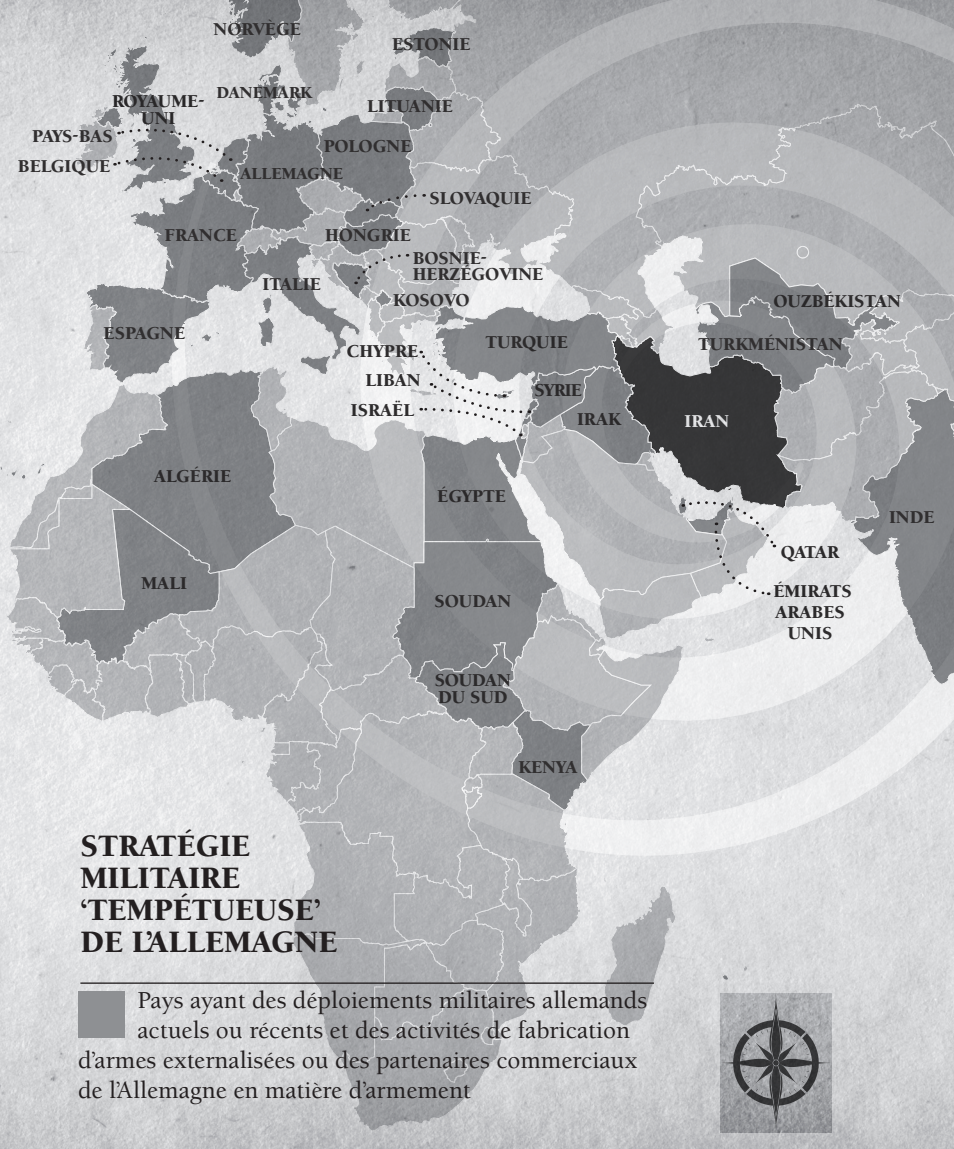 NORVÈGE
ESTONIE
DANEMARK
ROYAUME-
UNI
LITUANIE
PAYS-BAS
POLOGNE
BELGIQUE
ALLEMAGNE
SLOVAQUIE
FRANCE
HONGRIE
BOSNIE-
HERZÉGOVINE
ITALIE
KOSOVO
OUZBÉKISTAN
ESPAGNE
TURQUIE
TURKMÉNISTAN
CHYPRE
LIBAN
SYRIE
ISRAËL
IRAK
IRAN
ALGÉRIE
ÉGYPTE
INDE
QATAR
MALI
ÉMIRATS
ARABES
UNIS
SOUDAN
SOUDAN
DU SUD
KENYA
STRATÉGIE
MILITAIRE
‘TEMPÉTUEUSE’
DE L’ALLEMAGNE
Pays ayant des déploiements militaires allemands
actuels ou récents et des activités de fabrication
d’armes externalisées ou des partenaires commerciaux
de l’Allemagne en matière d’armement